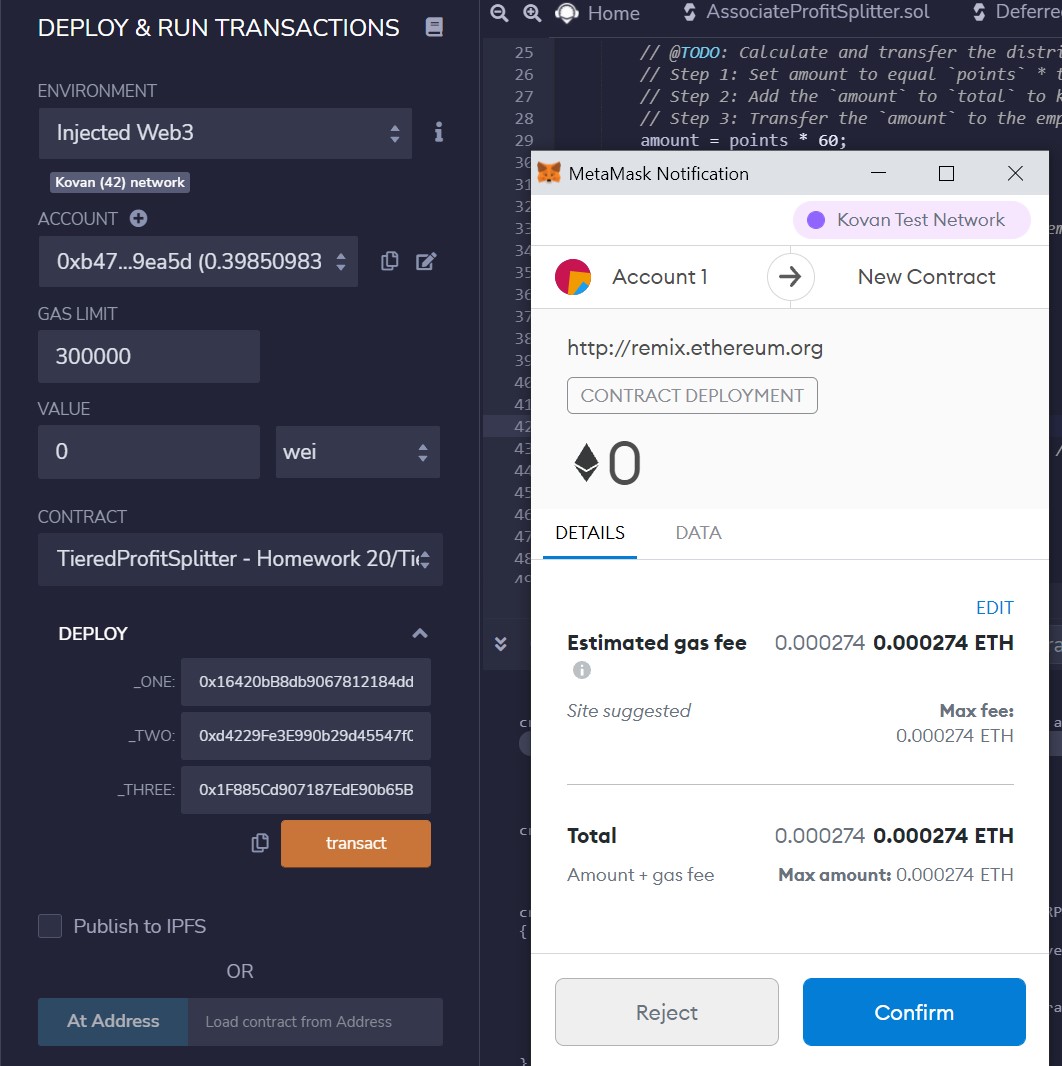 DEPLOY & RUN TRANSACTIONS
ENVIRONMENT
Injected Web3
Kovan (42) network
ACCOUNT
0xb47...9ea5d (0.39850983
GAS LIMIT
300000
VALUE
0
wei
CONTRACT
TieredProfitSplitter - Homework 20/Tie
DEPLOY
_ONE:
0x16420bB8db9067812184dd
_TWO:
0xd4229Fe3E990b29d45547f0
_THREE:
0x1F885Cd907187EdE90b65B
transact
Publish to IPFS
OR
At Address
Load contract from Address
Home
AssociateProfitSplitter.sol
Deferre
25 // @TODO: Calculate and transfer the distri
26 // Step 1: Set amount to equal `points` * t
27 // Step 2: Add the `amount` to `total` to k
28 // Step 3: Transfer the `amount` to the emp
29 amount = points * 60;
30
31
32
33
34
35
36
37
38
39
40
41
42
43
44
45
46
47
48
49
MetaMask Notification
Kovan Test Network
Account 1
New Contract
http://remix.ethereum.org
CONTRACT DEPLOYMENT
0
DETAILS
DATA
EDIT
Estimated gas fee
0.000274 0.000274 ETH
Site suggested
Max fee:
0.000274 ETH
Total
0.000274 0.000274 ETH
Amount + gas fee
Max amount: 0.000274 ETH
Reject
Confirm